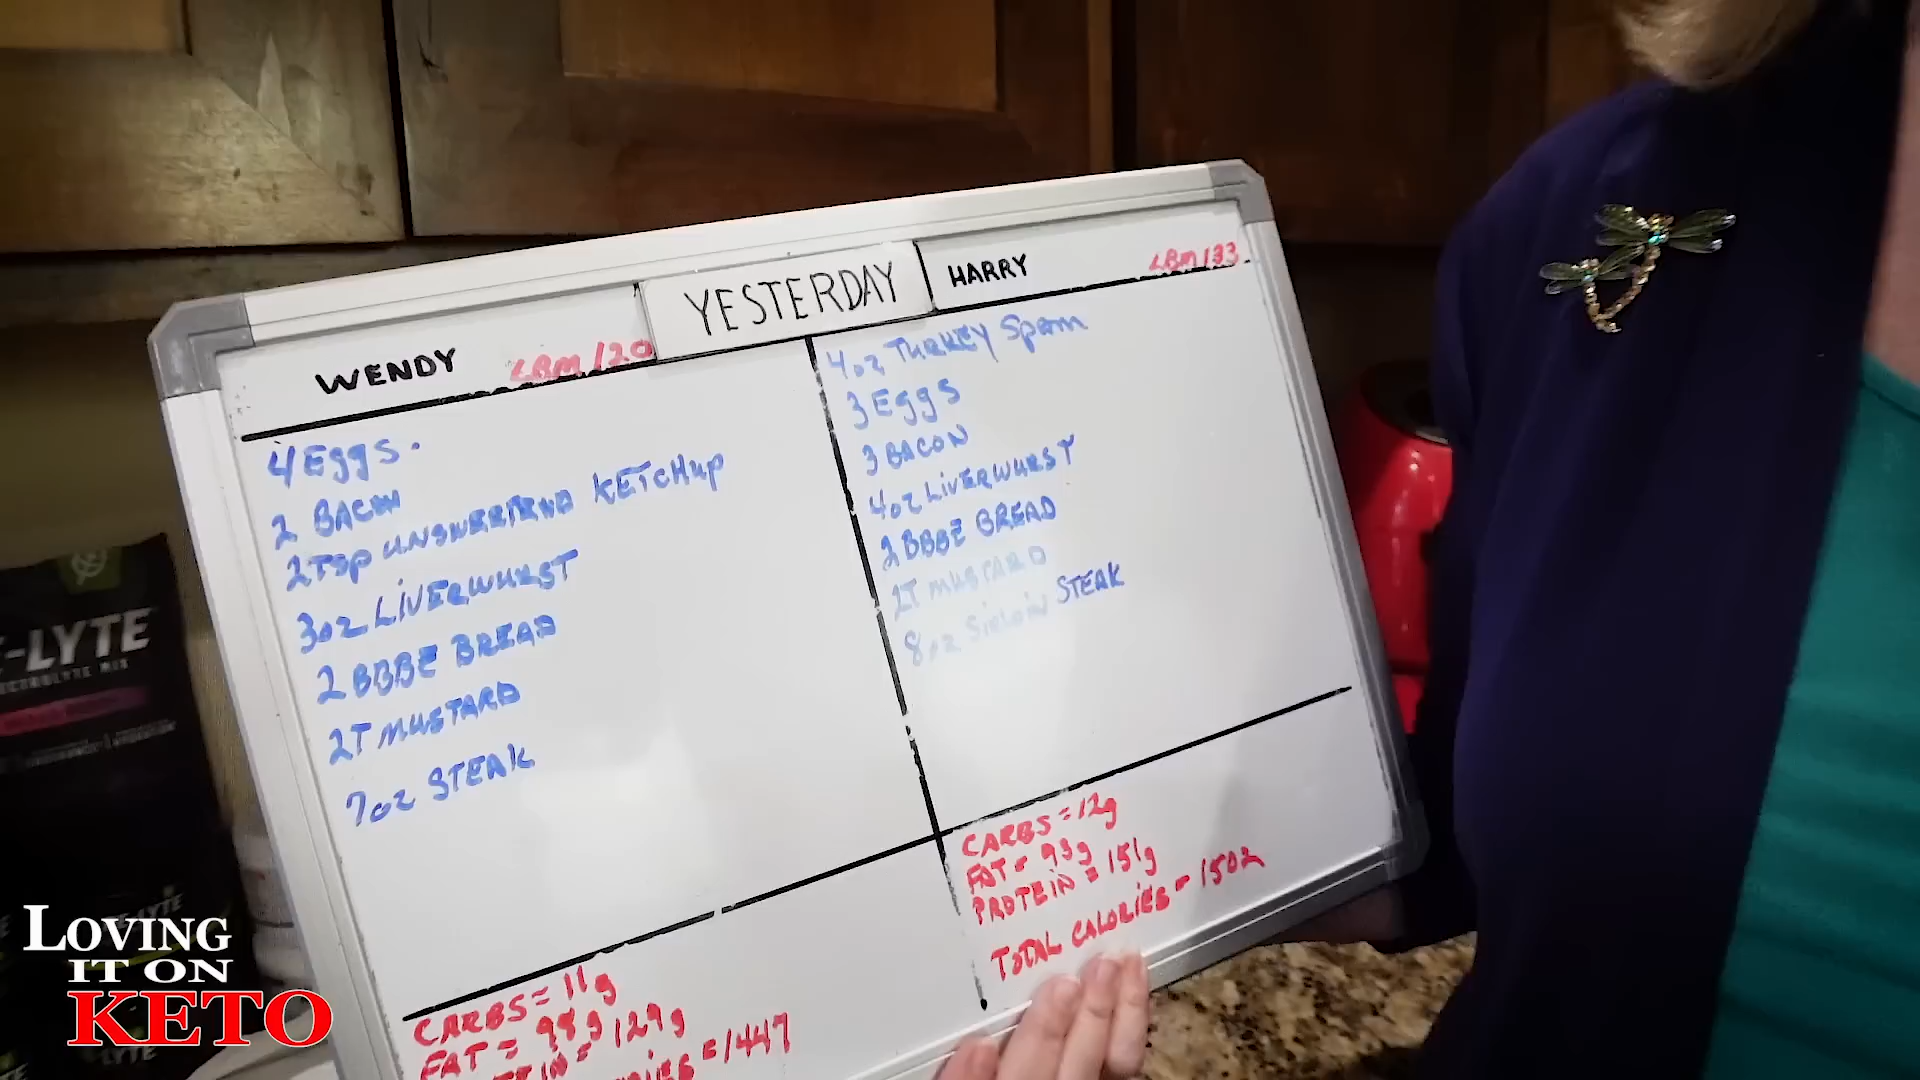 YESTERDAY
WENDY LBM 120
4 Eggs.
2 BACON
2 Tsp UNSWEETEND KETCHUP
3oz LIVERWURST
2 BBBE BREAD
2T MUSTARD
7oz STEAK
CARBS = 11g
FAT = 98g
TEIN = 129g
= 1447
HARRY LBM 133
4oz TURKEY Spam
3 Eggs
3 BACON
4oz LIVERWURST
2 BBBE BREAD
2T MUSTARD
8oz Sirloin STEAK
CARBS = 12g
FAT = 93g
PROTEIN = 151g
TOTAL CALORIES = 1502
-LYTE
LYTE
LOVING
IT ON
KETO